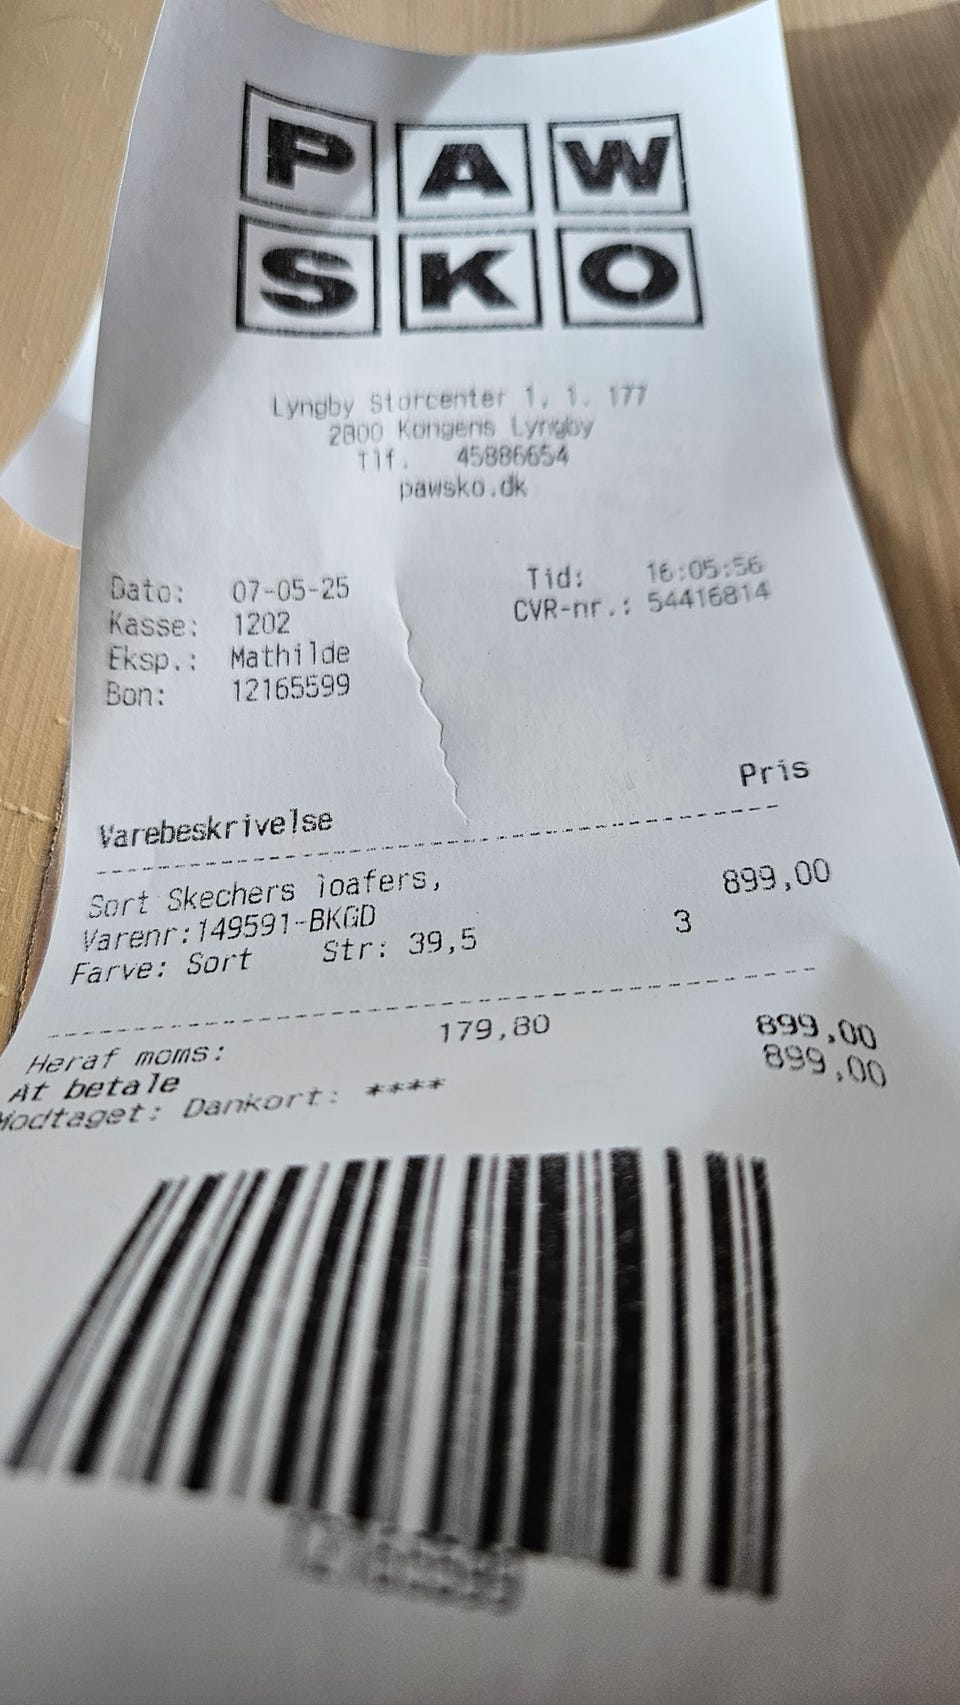 PAW
SKO
Lyngby Storcenter 1, 1. 177
2800 Kongens Lyngby
Tlf. 45886654
pawsko.dk
Dato: 07-05-25 Tid: 16:05:56
Kasse: 1202 CVR-nr.: 54416814
Eksp.: Mathilde
Bon: 12165599
Varebeskrivelse Pris
Sort Skechers loafers, 899,00
Varenr:149591-BKGD
Farve: Sort Str: 39,5 3
Heraf moms: 179,80
At betale 899,00
Modtaget: Dankort: **** 899,00